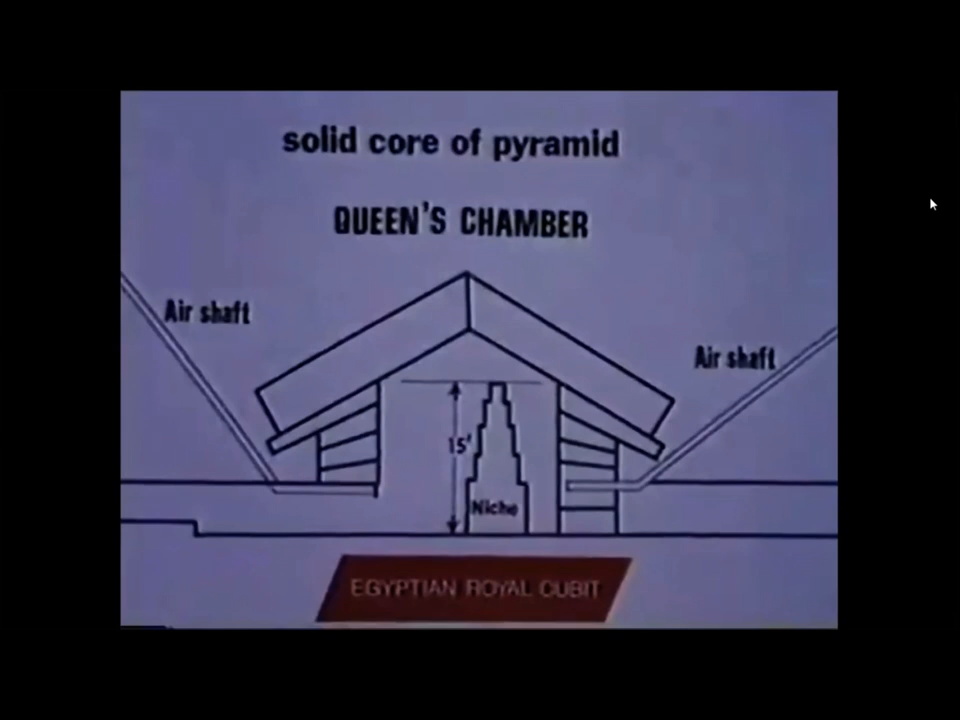 solid core of pyramid
QUEEN'S CHAMBER
Air shaft
Air shaft
15'
Niche
EGYPTIAN ROYAL CUBIT